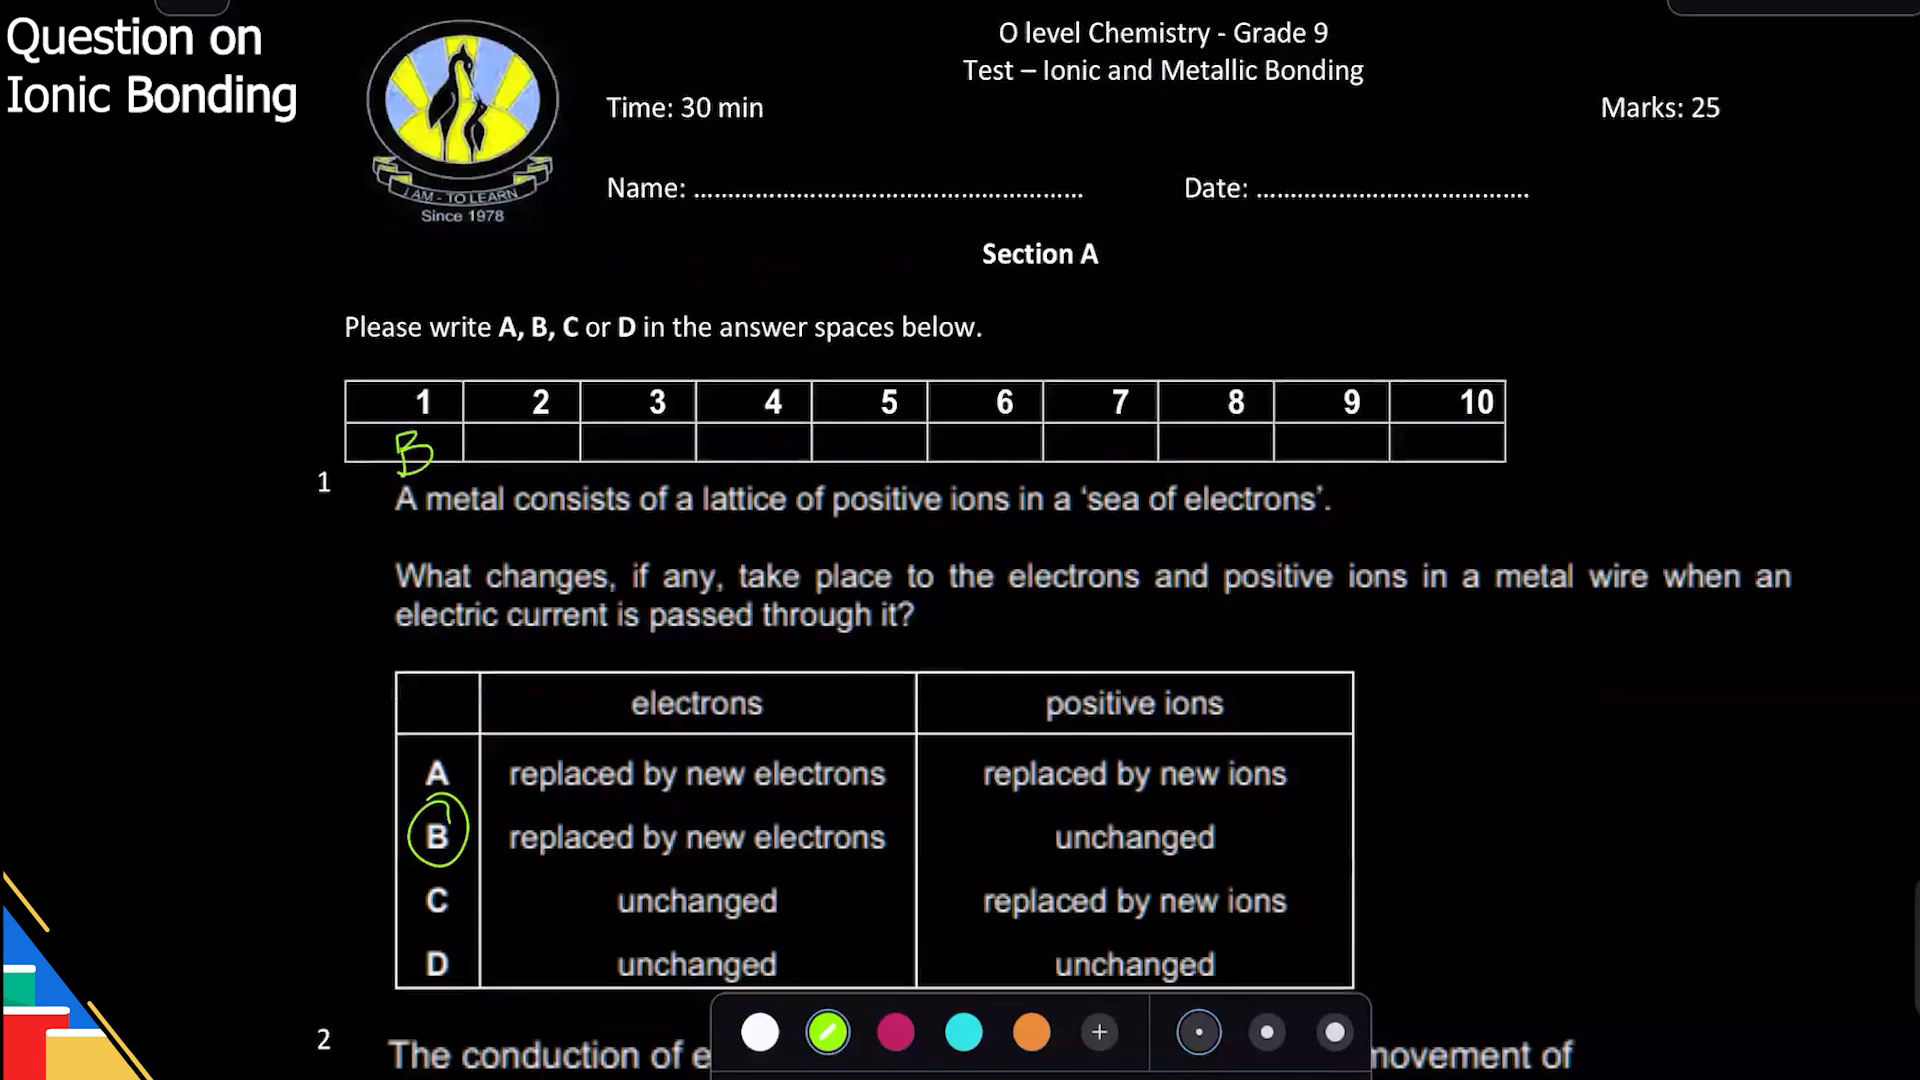 Question on
Ionic Bonding
I AM - TO LEARN
Since 1978
O level Chemistry - Grade 9
Test – Ionic and Metallic Bonding
Time: 30 min
Marks: 25
Name: ....................................................
Date: ....................................
Section A
Please write A, B, C or D in the answer spaces below.
1 2 3 4 5 6 7 8 9 10
B
1
A metal consists of a lattice of positive ions in a ‘sea of electrons’.
What changes, if any, take place to the electrons and positive ions in a metal wire when an
electric current is passed through it?
electrons positive ions
A replaced by new electrons replaced by new ions
B replaced by new electrons unchanged
C unchanged replaced by new ions
D unchanged unchanged
2
The conduction of e
movement of